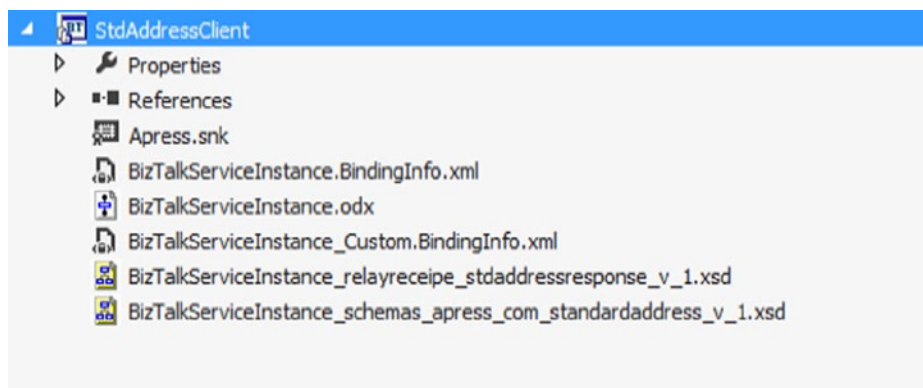 StdAddressClient
Properties
References
Apress.snk
BizTalkServiceInstance.BindingInfo.xml
BizTalkServiceInstance.odx
BizTalkServiceInstance_Custom.BindingInfo.xml
BizTalkServiceInstance_relayreceipe_stdaddressresponse_v_1.xsd
BizTalkServiceInstance_schemas_apress_com_standardaddress_v_1.xsd